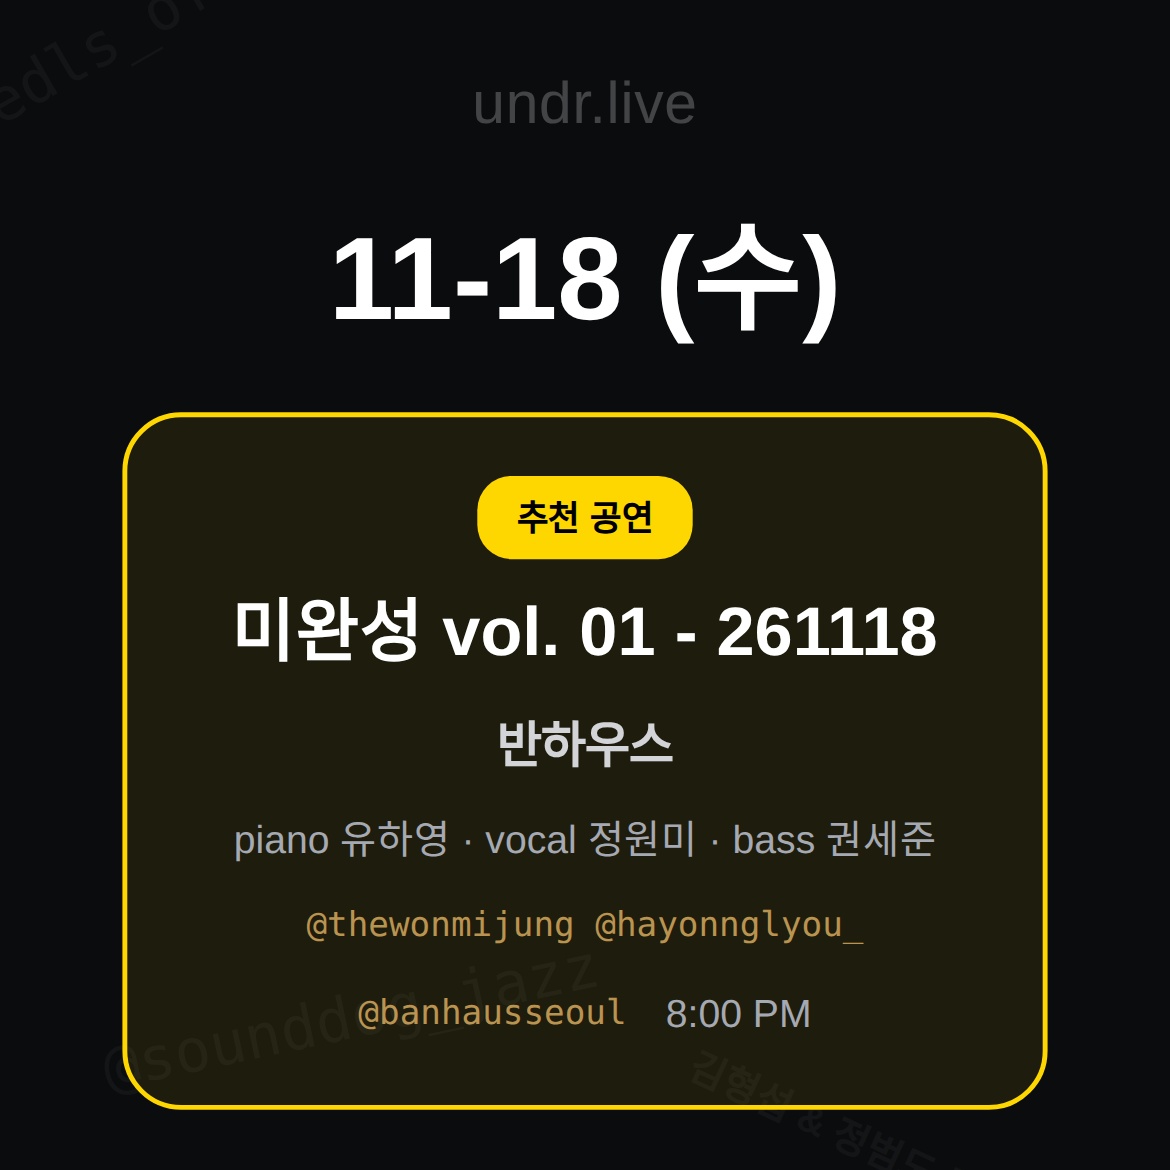 undr.live
11-18 (수)
추천 공연
미완성 vol. 01 - 261118
반하우스
piano 유하영 · vocal 정원미 · bass 권세준
@thewonmijung @hayonnglyou_
@banhausseoul 8:00 PM
@sounddog_jazz